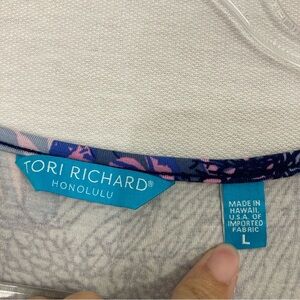 TORI RICHARD®
HONOLULU
MADE IN
HAWAII,
U.S.A. OF
IMPORTED
FABRIC
L